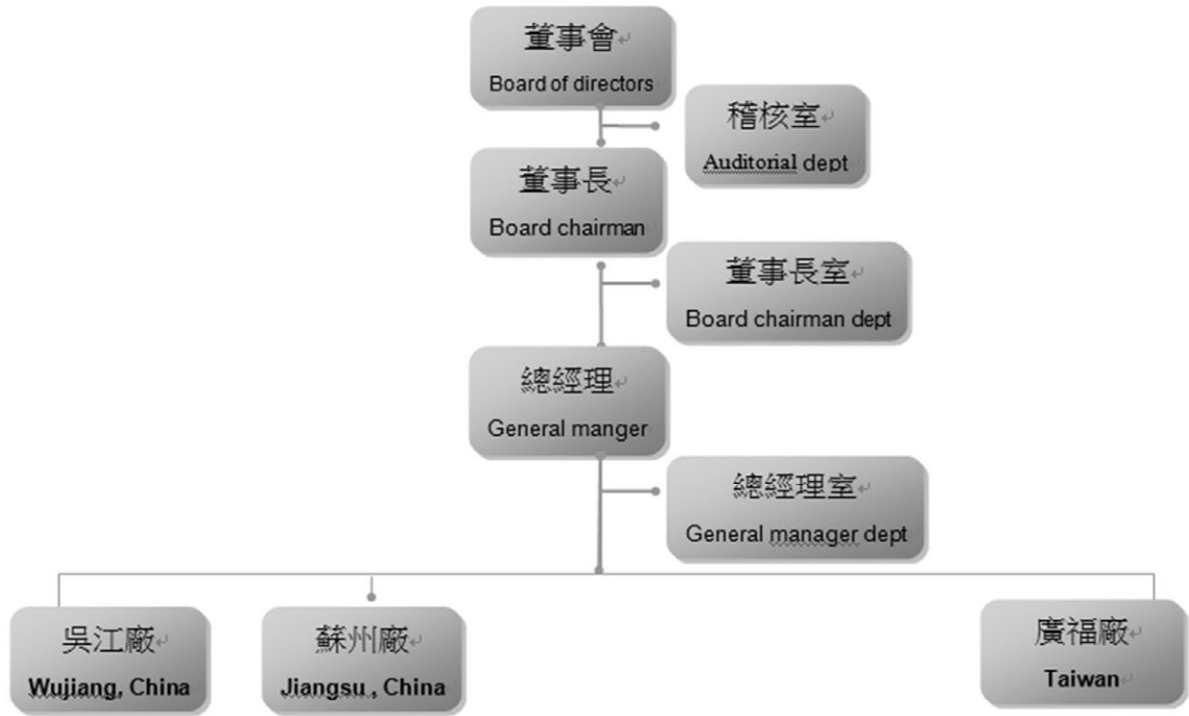 董事會
Board of directors
稽核室
Auditorial dept
董事長
Board chairman
董事長室
Board chairman dept
總經理
General manger
總經理室
General manager dept
吳江廠
Wujiang, China
蘇州廠
Jiangsu , China
廣福廠
Taiwan